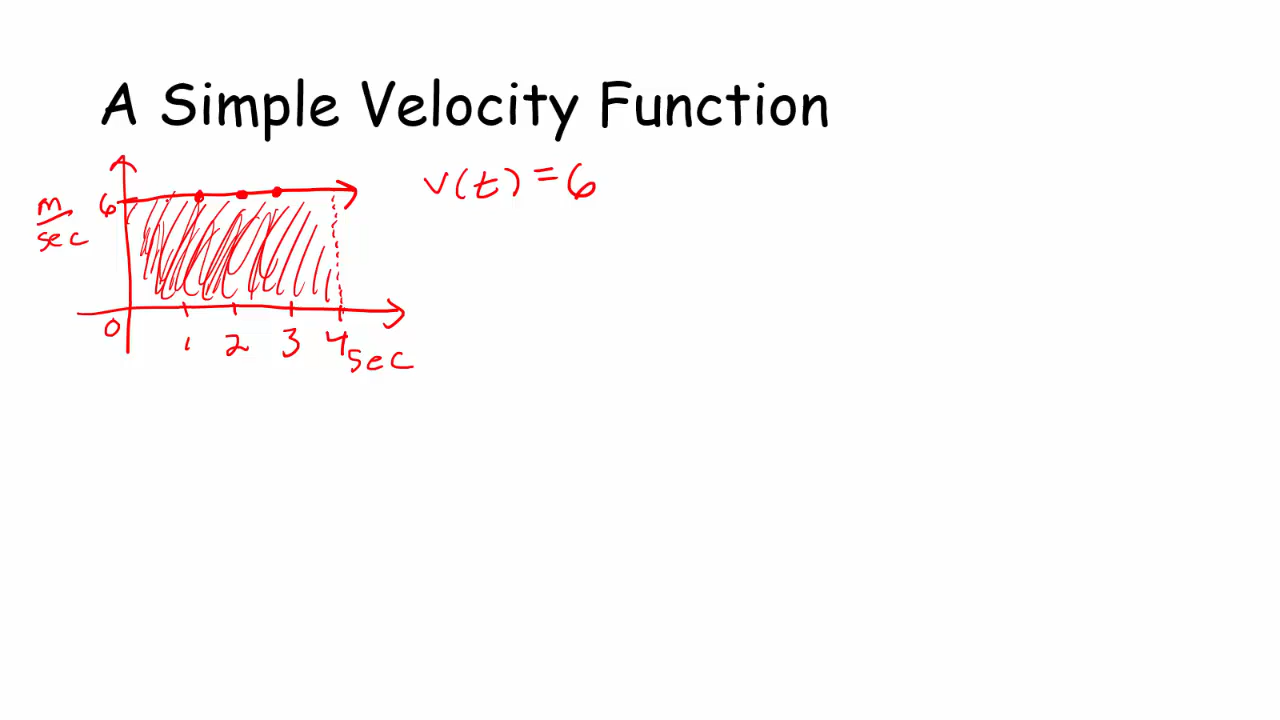 A Simple Velocity Function
v(t) = 6
m
sec
6
0
1 2 3 4
sec